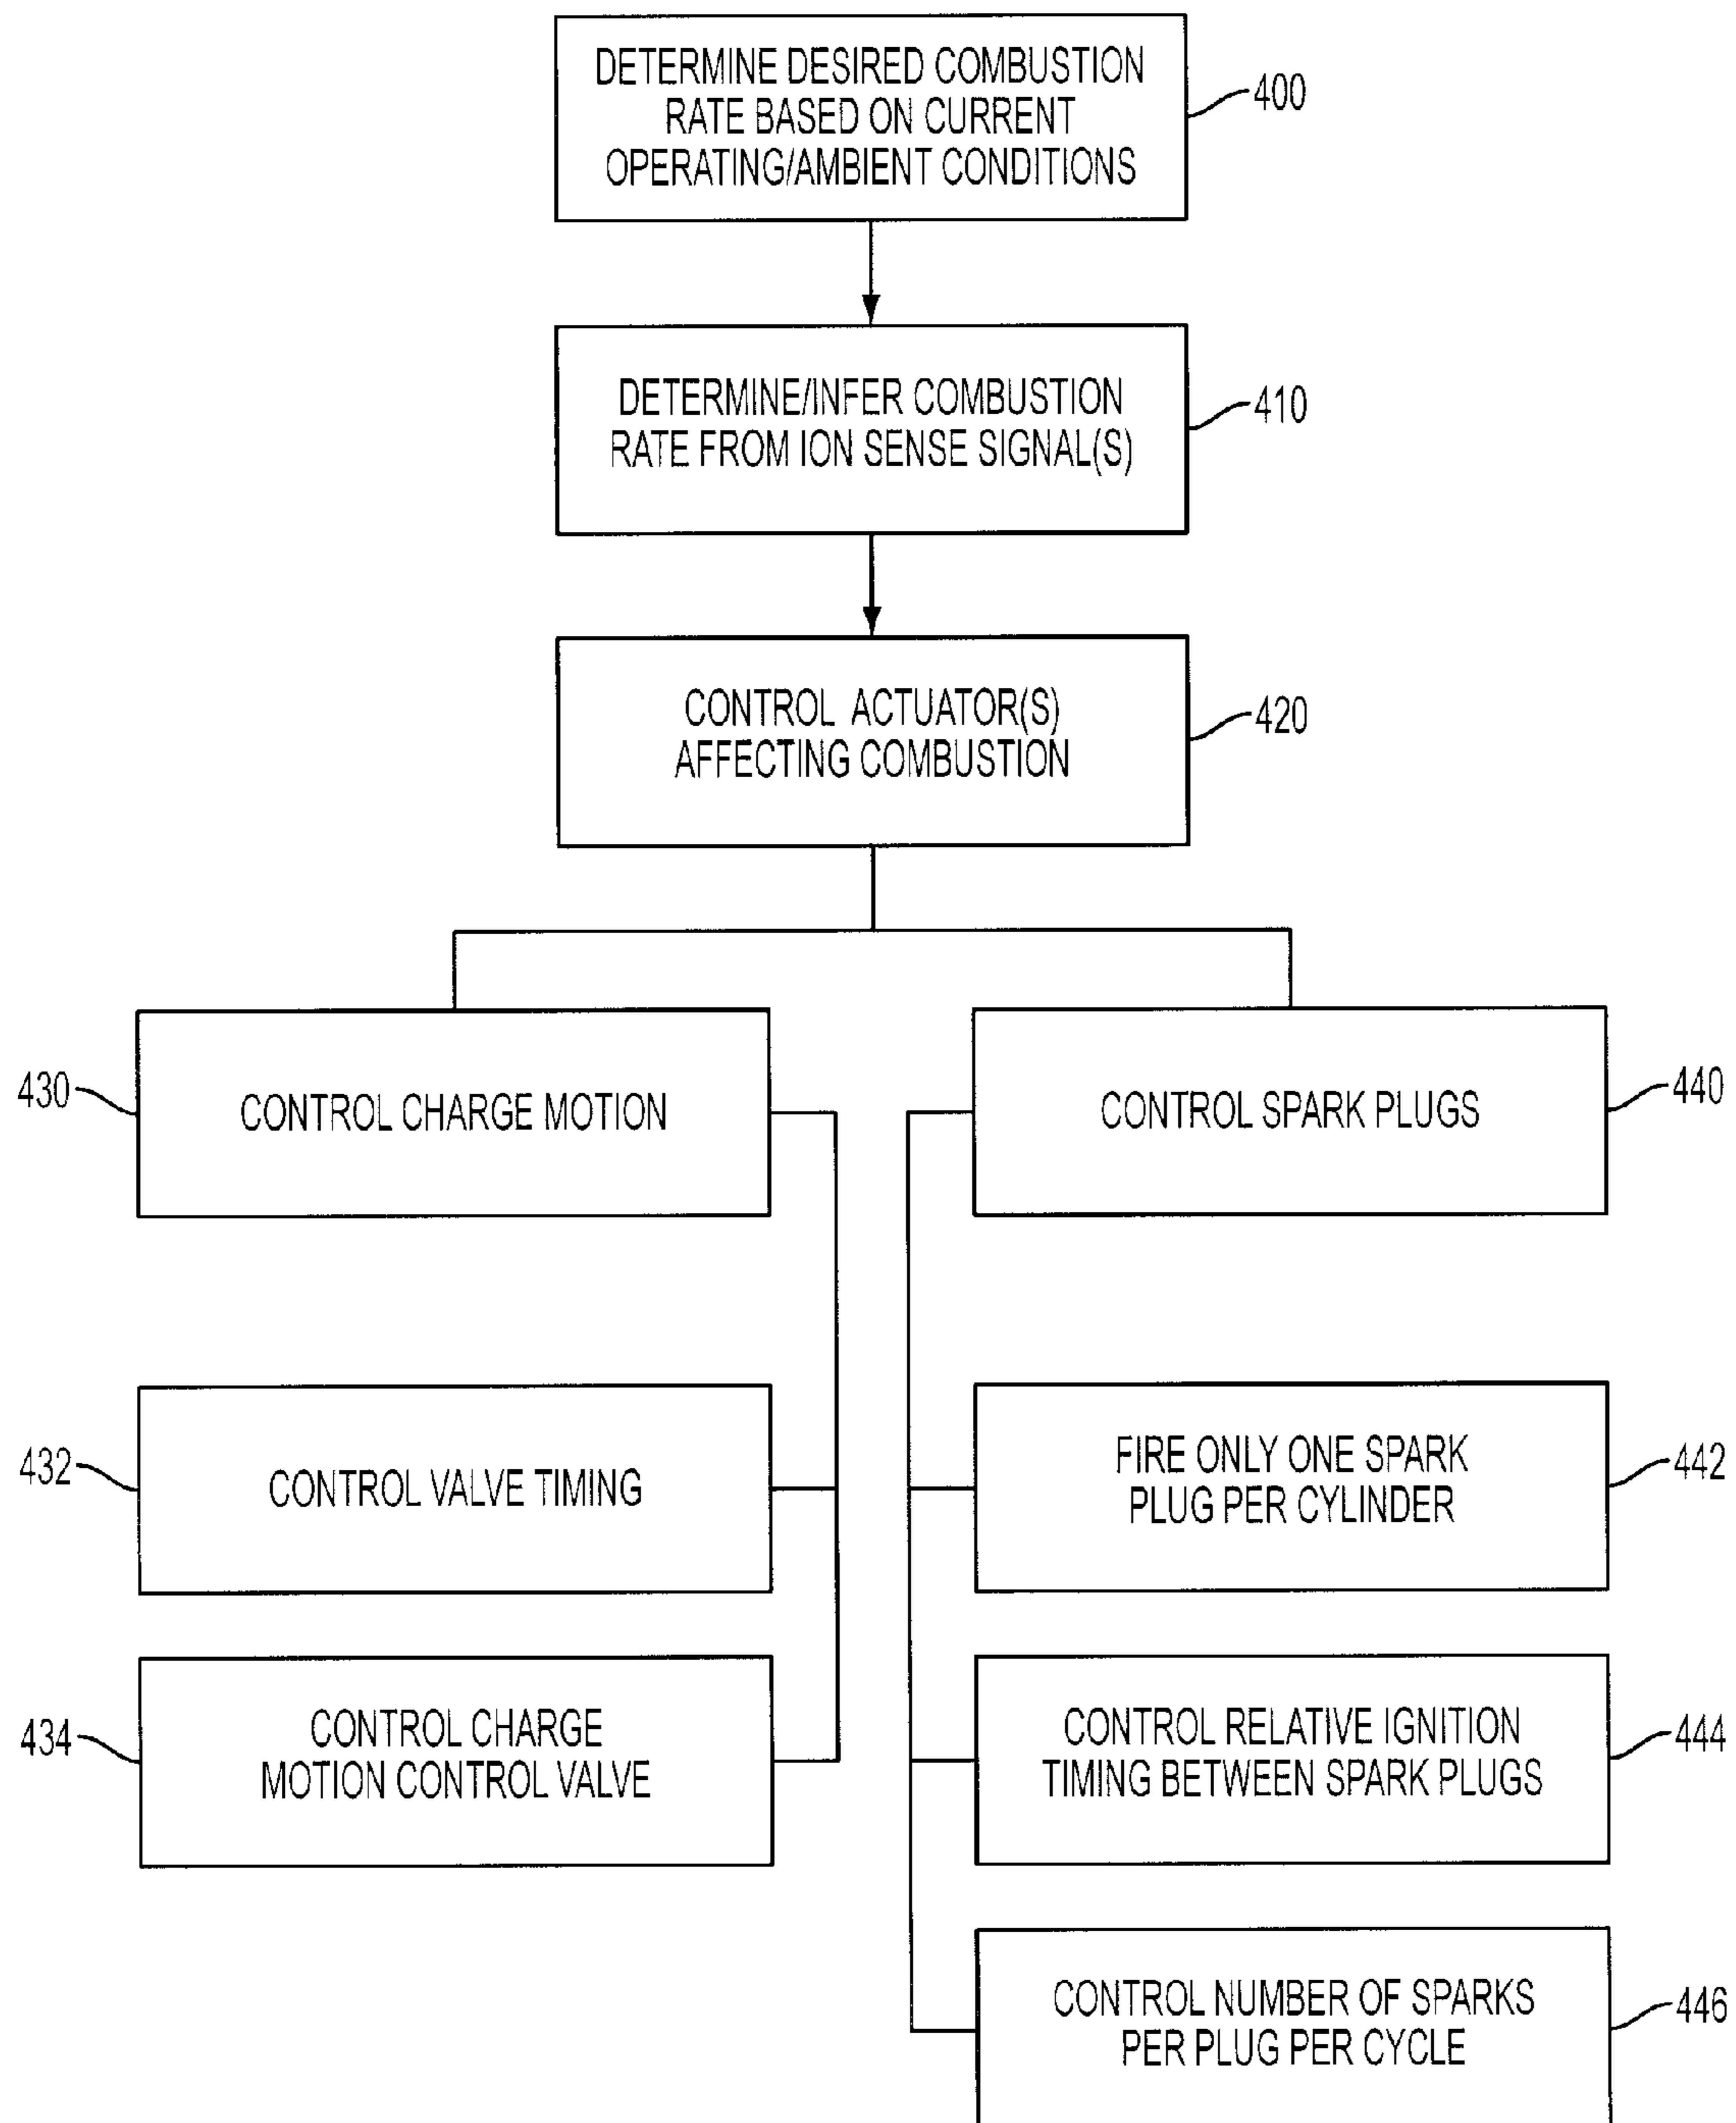 DETERMINE DESIRED COMBUSTION
RATE BASED ON CURRENT
OPERATING/AMBIENT CONDITIONS
400
DETERMINE/INFER COMBUSTION
RATE FROM ION SENSE SIGNAL(S)
410
CONTROL ACTUATOR(S)
AFFECTING COMBUSTION
420
430
CONTROL CHARGE MOTION
CONTROL SPARK PLUGS
440
432
CONTROL VALVE TIMING
FIRE ONLY ONE SPARK
PLUG PER CYLINDER
442
434
CONTROL CHARGE
MOTION CONTROL VALVE
CONTROL RELATIVE IGNITION
TIMING BETWEEN SPARK PLUGS
444
CONTROL NUMBER OF SPARKS
PER PLUG PER CYCLE
446